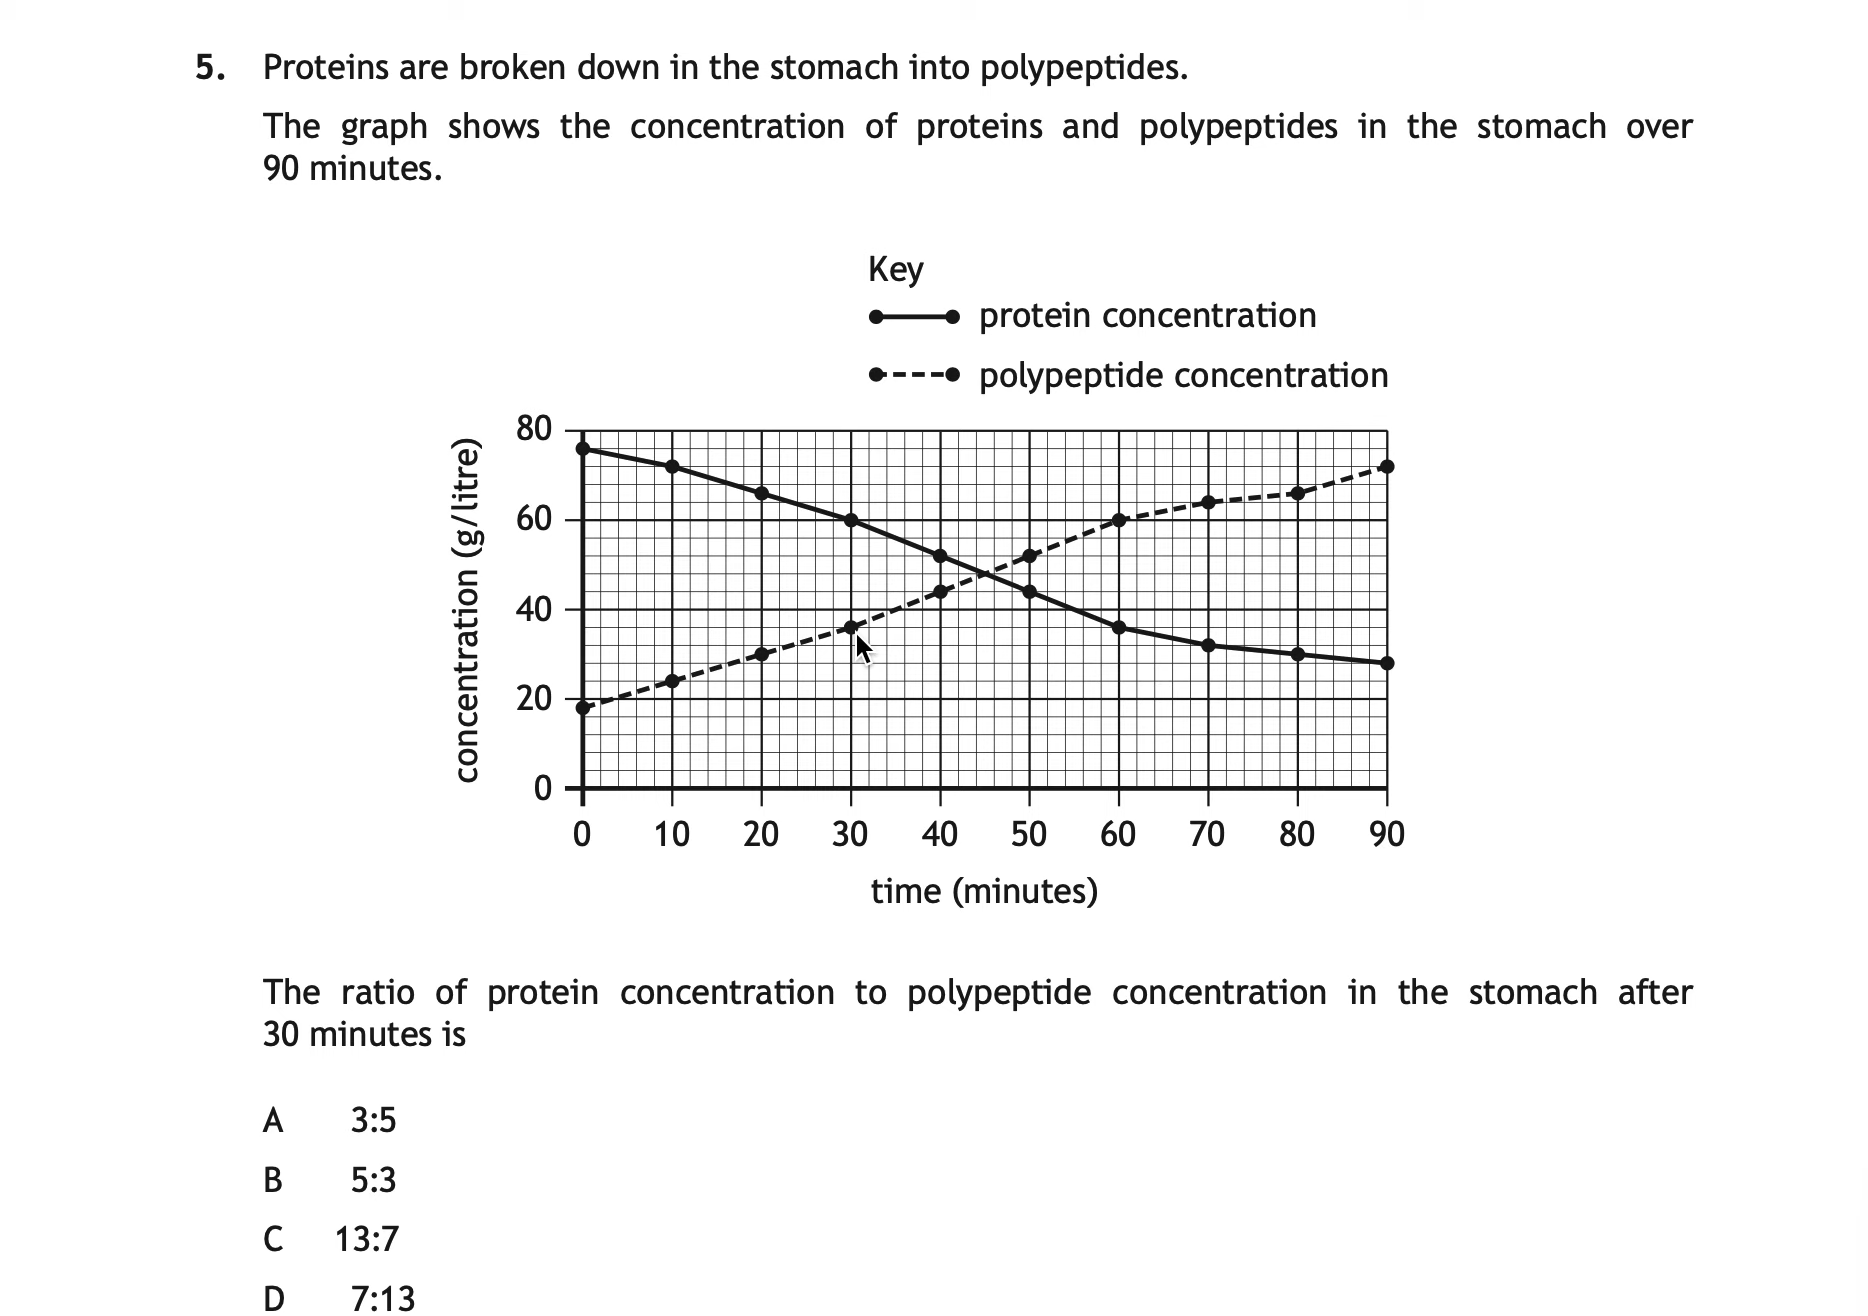 5. Proteins are broken down in the stomach into polypeptides.
The graph shows the concentration of proteins and polypeptides in the stomach over
90 minutes.
Key
protein concentration
polypeptide concentration
concentration (g/litre)
80
60
40
20
0
0 10 20 30 40 50 60 70 80 90
time (minutes)
The ratio of protein concentration to polypeptide concentration in the stomach after
30 minutes is
A 3:5
B 5:3
C 13:7
D 7:13